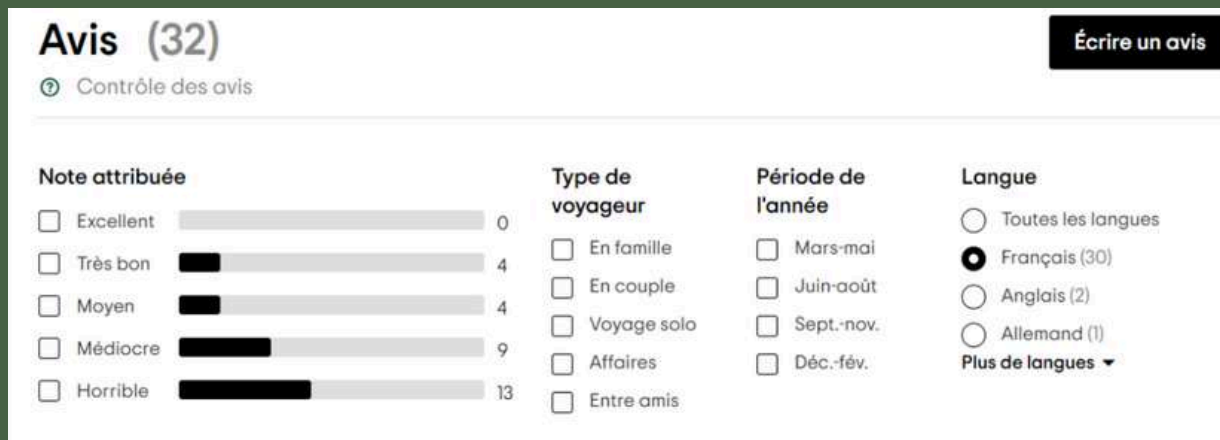 Avis (32)
Écrire un avis
Contrôle des avis
Note attribuée
Excellent 0
Très bon 4
Moyen 4
Médiocre 9
Horrible 13
Type de
voyageur
En famille
En couple
Voyage solo
Affaires
Entre amis
Période de
l'année
Mars-mai
Juin-août
Sept.-nov.
Déc.-fév.
Langue
Toutes les langues
Français (30)
Anglais (2)
Allemand (1)
Plus de langues